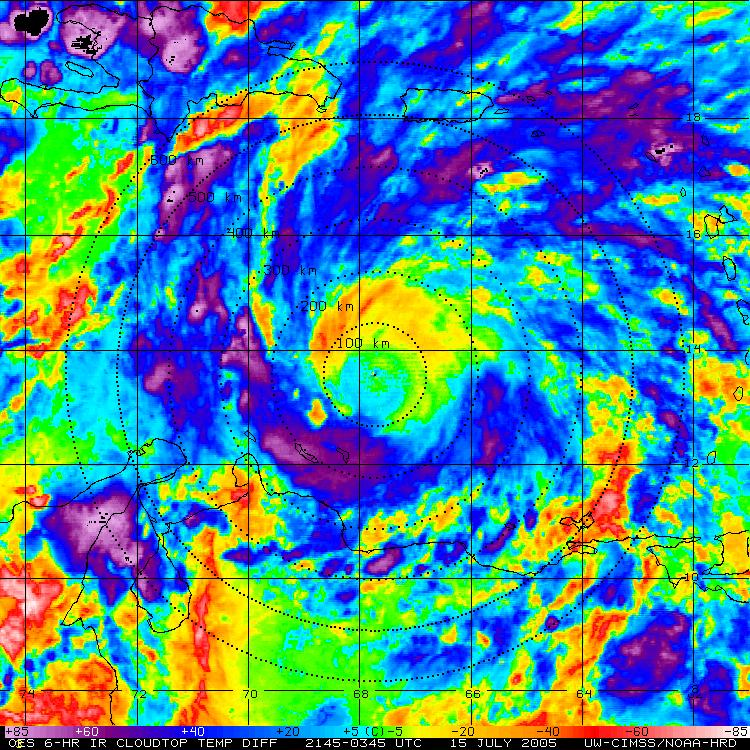 18
600 km
500 km
400 km
16
300 km
200 km
100 km
14
12
10
74 72 70 68 66 64 8
+85 +60 +40 +20 +5 (C) -5 -20 -40 -60 -85
GOES 6-HR IR CLOUDTOP TEMP DIFF 2145-0345 UTC 15 JULY 2005 UW-CIMSS/NOAA-HRD